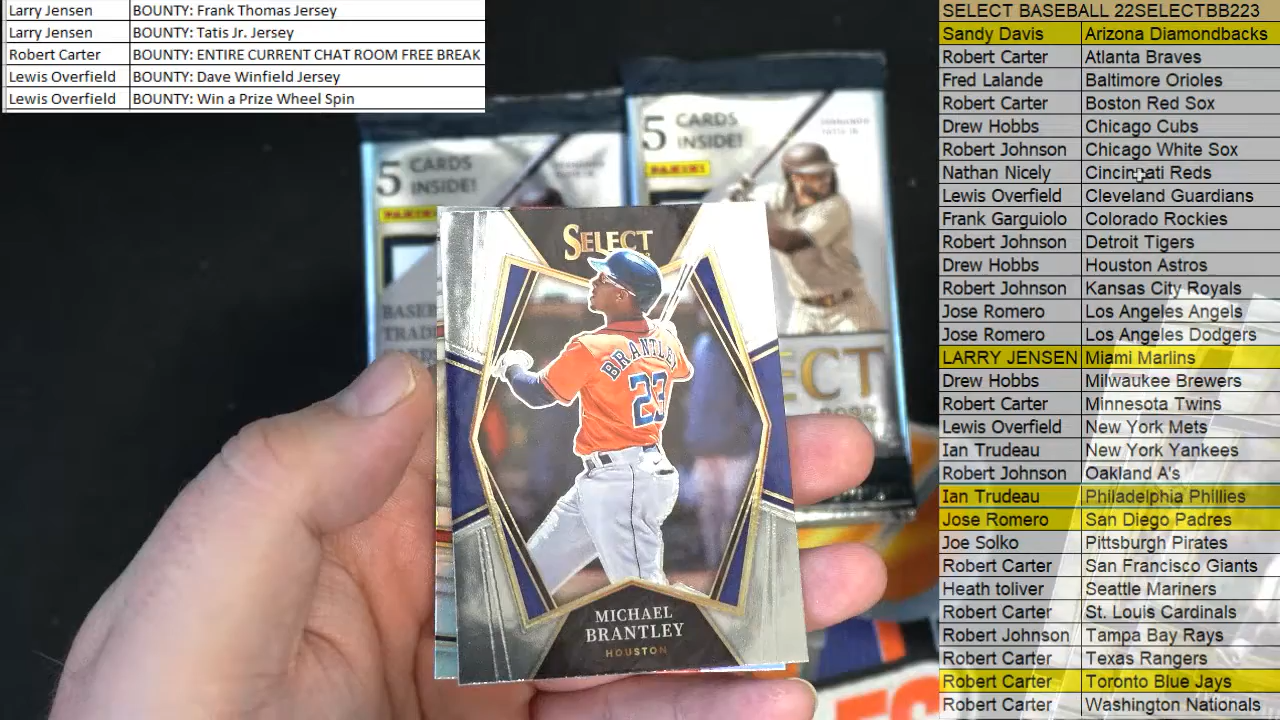 Larry Jensen BOUNTY: Frank Thomas Jersey
Larry Jensen BOUNTY: Tatis Jr. Jersey
Robert Carter BOUNTY: ENTIRE CURRENT CHAT ROOM FREE BREAK
Lewis Overfield BOUNTY: Dave Winfield Jersey
Lewis Overfield BOUNTY: Win a Prize Wheel Spin
SELECT BASEBALL 22SELECTBB223
Sandy Davis Arizona Diamondbacks
Robert Carter Atlanta Braves
Fred Lalande Baltimore Orioles
Robert Carter Boston Red Sox
Drew Hobbs Chicago Cubs
Robert Johnson Chicago White Sox
Nathan Nicely Cincinnati Reds
Lewis Overfield Cleveland Guardians
Frank Garguiolo Colorado Rockies
Robert Johnson Detroit Tigers
Drew Hobbs Houston Astros
Robert Johnson Kansas City Royals
Jose Romero Los Angeles Angels
Jose Romero Los Angeles Dodgers
LARRY JENSEN Miami Marlins
Drew Hobbs Milwaukee Brewers
Robert Carter Minnesota Twins
Lewis Overfield New York Mets
Ian Trudeau New York Yankees
Robert Johnson Oakland A's
Ian Trudeau Philadelphia Phillies
Jose Romero San Diego Padres
Joe Solko Pittsburgh Pirates
Robert Carter San Francisco Giants
Heath toliver Seattle Mariners
Robert Carter St. Louis Cardinals
Robert Johnson Tampa Bay Rays
Robert Carter Texas Rangers
Robert Carter Toronto Blue Jays
Robert Carter Washington Nationals
5 CARDS
INSIDE!
PANINI
5 CARDS
INSIDE!
PANINI
FERNANDO
TATIS JR.
SELECT
BRANTLEY
23
MICHAEL
BRANTLEY
HOUSTON
ECT
2022